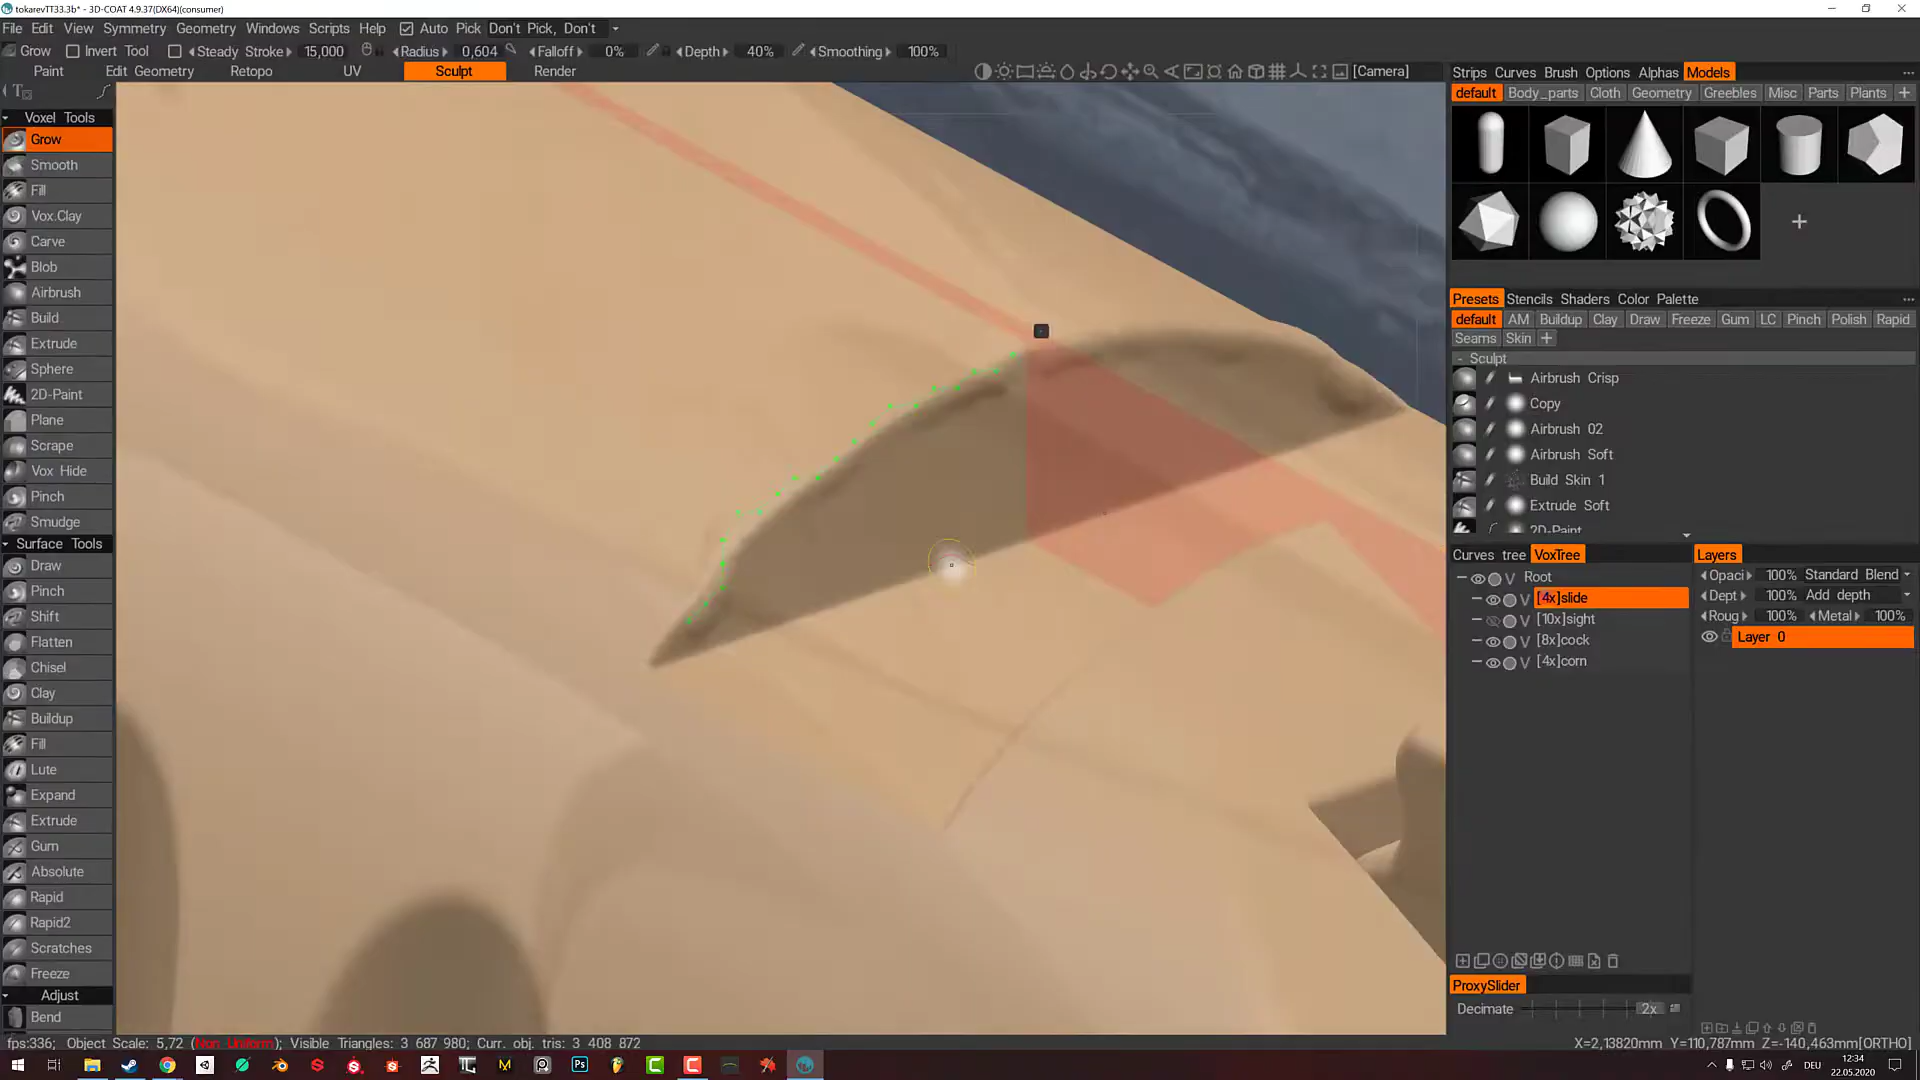 tokarevTT33.3b* - 3D-COAT 4.9.37(DX64)(consumer)
File Edit View Symmetry Geometry Windows Scripts Help Auto Pick Don't Pick, Don't
Grow Invert Tool Steady Stroke 15,000 Radius 0,604 Falloff 0% Depth 40% Smoothing 100%
Paint Edit Geometry Retopo UV Sculpt Render [Camera]
Voxel Tools
Grow
Smooth
Fill
Vox.Clay
Carve
Blob
Airbrush
Build
Extrude
Sphere
2D-Paint
Plane
Scrape
Vox Hide
Pinch
Smudge
Surface Tools
Draw
Pinch
Shift
Flatten
Chisel
Clay
Buildup
Fill
Lute
Expand
Extrude
Gum
Absolute
Rapid
Rapid2
Scratches
Freeze
Adjust
Bend
Strips Curves Brush Options Alphas Models
default Body_parts Cloth Geometry Greebles Misc Parts Plants
Presets Stencils Shaders Color Palette
default AM Buildup Clay Draw Freeze Gum LC Pinch Polish Rapid
Seams Skin
Sculpt
Airbrush Crisp
Copy
Airbrush 02
Airbrush Soft
Build Skin 1
Extrude Soft
2D-Paint
Curves tree VoxTree
Root
V [4x]slide
V [10x]sight
V [8x]cock
V [4x]corn
Layers
Opaci 100% Standard Blend
Dept 100% Add depth
Roug 100% Metal 100%
Layer 0
ProxySlider
Decimate 2x
fps:336; Object Scale: 5,72 (Non Uniform); Visible Triangles: 3 687 980; Curr. obj. tris: 3 408 872
X=2,13820mm Y=110,787mm Z=-140,463mm[ORTHO]
DEU
12:34
22.05.2020